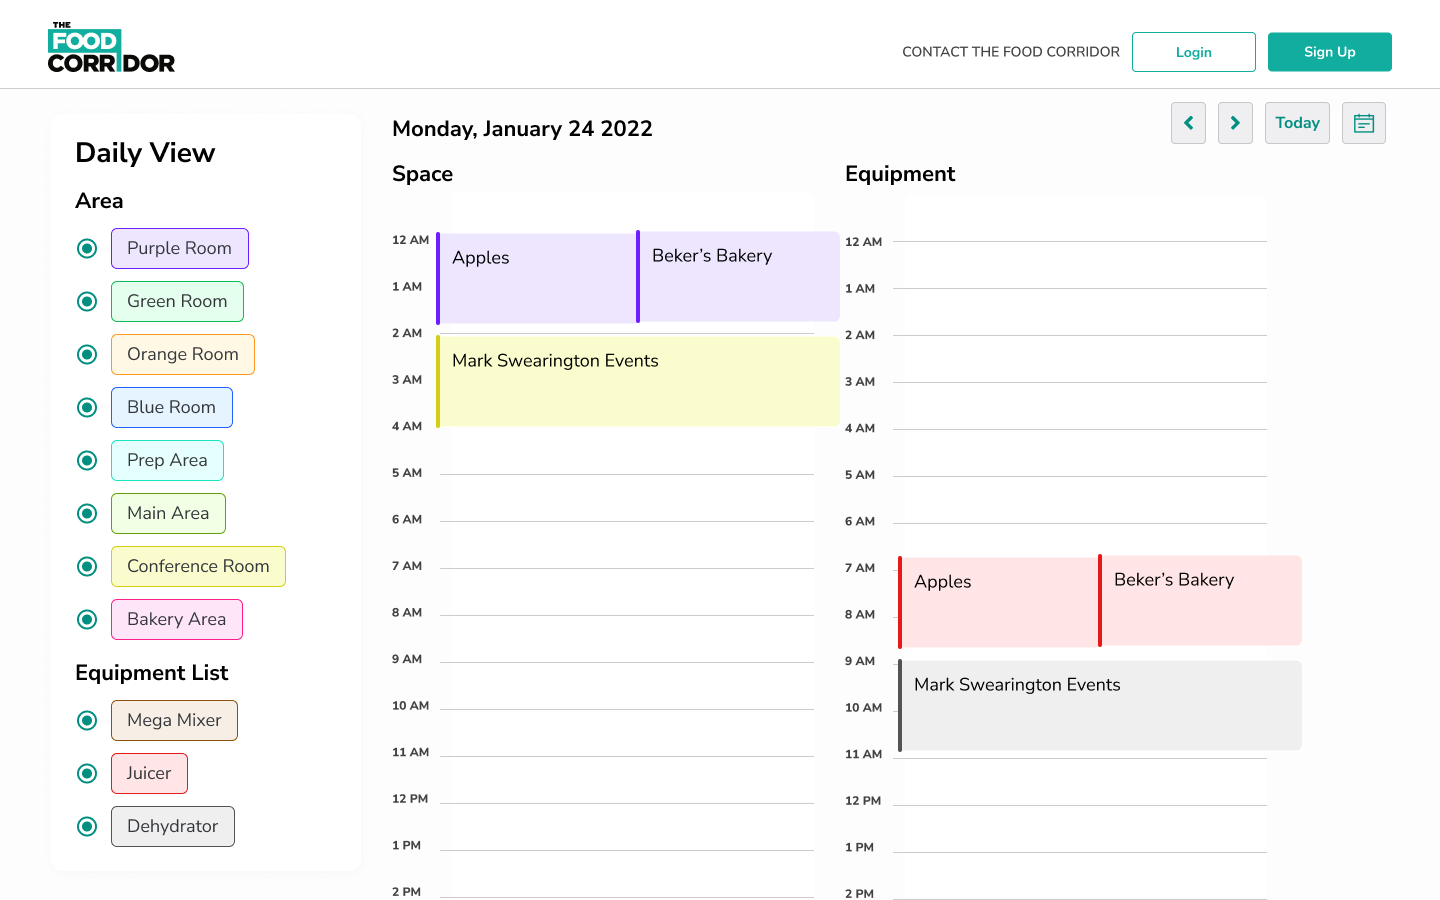 THE
FOOD
CORRIDOR
CONTACT THE FOOD CORRIDOR
Login
Sign Up
Daily View
Area
Purple Room
Green Room
Orange Room
Blue Room
Prep Area
Main Area
Conference Room
Bakery Area
Equipment List
Mega Mixer
Juicer
Dehydrator
Monday, January 24 2022
Today
Space
12 AM
Apples
Beker’s Bakery
1 AM
2 AM
Mark Swearington Events
3 AM
4 AM
5 AM
6 AM
7 AM
8 AM
9 AM
10 AM
11 AM
12 PM
1 PM
2 PM
Equipment
12 AM
1 AM
2 AM
3 AM
4 AM
5 AM
6 AM
7 AM
Apples
Beker’s Bakery
8 AM
9 AM
Mark Swearington Events
10 AM
11 AM
12 PM
1 PM
2 PM